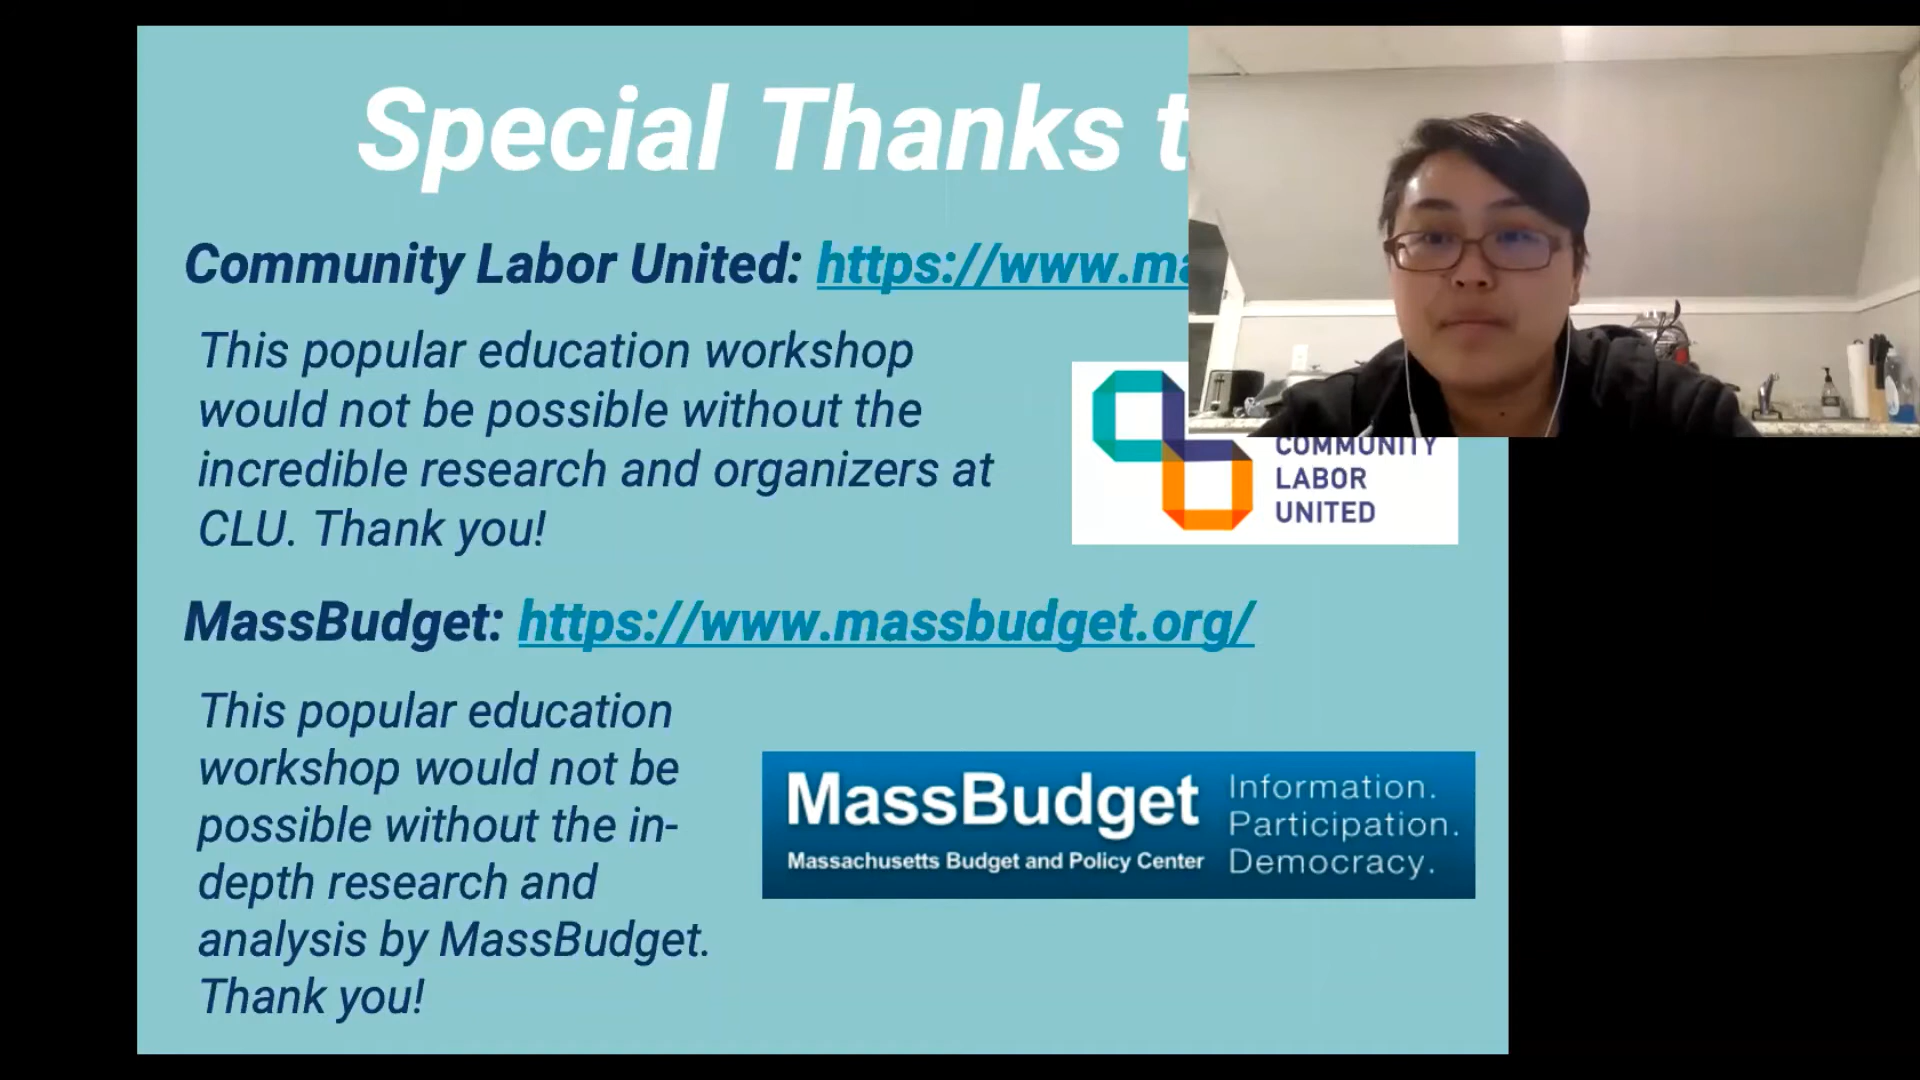 Special Thanks t
Community Labor United: https://www.ma
This popular education workshop
would not be possible without the
incredible research and organizers at
CLU. Thank you!
COMMUNITY
LABOR
UNITED
MassBudget: https://www.massbudget.org/
This popular education
workshop would not be
possible without the in-
depth research and
analysis by MassBudget.
Thank you!
MassBudget
Massachusetts Budget and Policy Center
Information.
Participation.
Democracy.